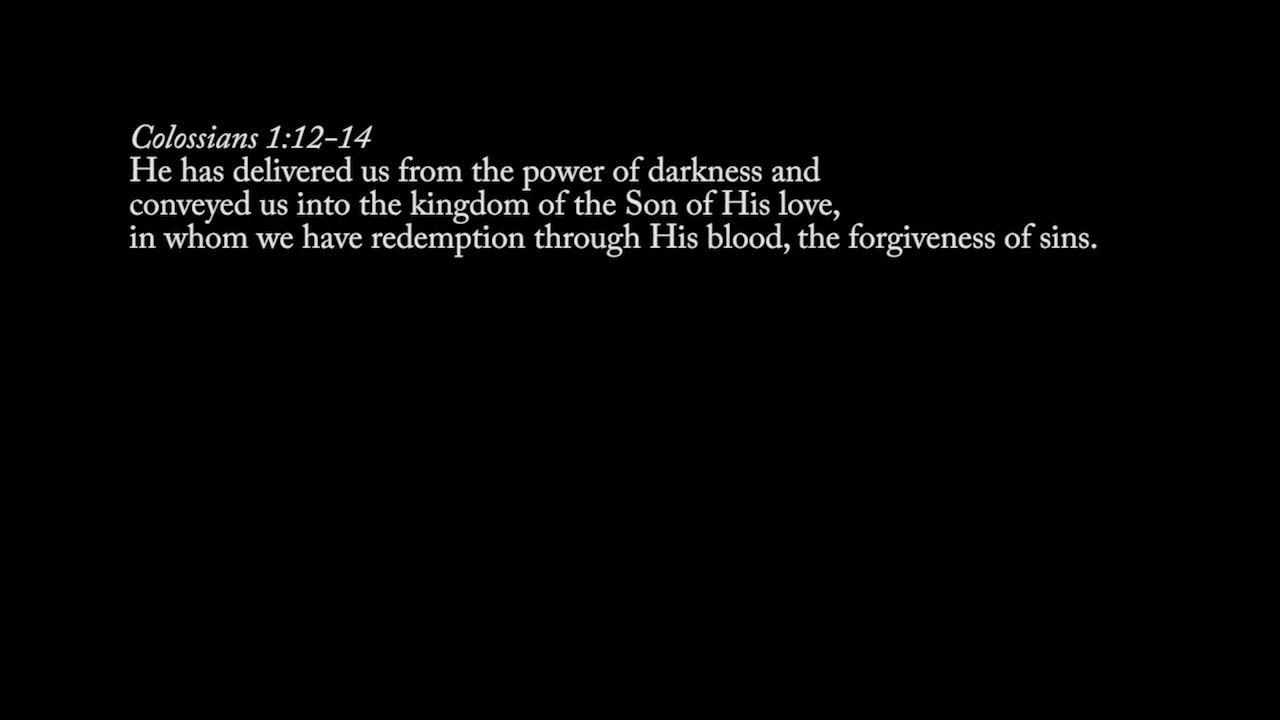 Colossians 1:12-14
He has delivered us from the power of darkness and
conveyed us into the kingdom of the Son of His love,
in whom we have redemption through His blood, the forgiveness of sins.